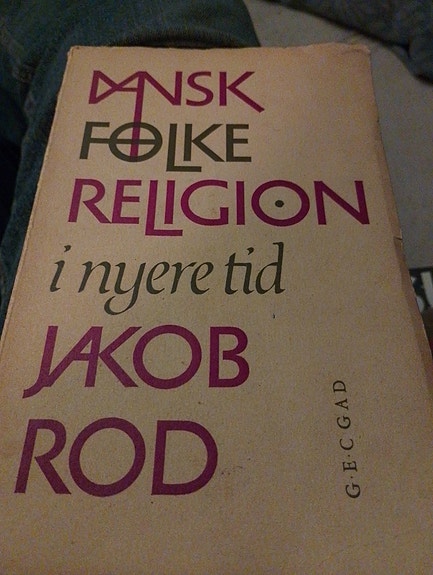 DANSK
FOLKE
RELIGION
i nyere tid
JAKOB
ROD
G·E·C GAD